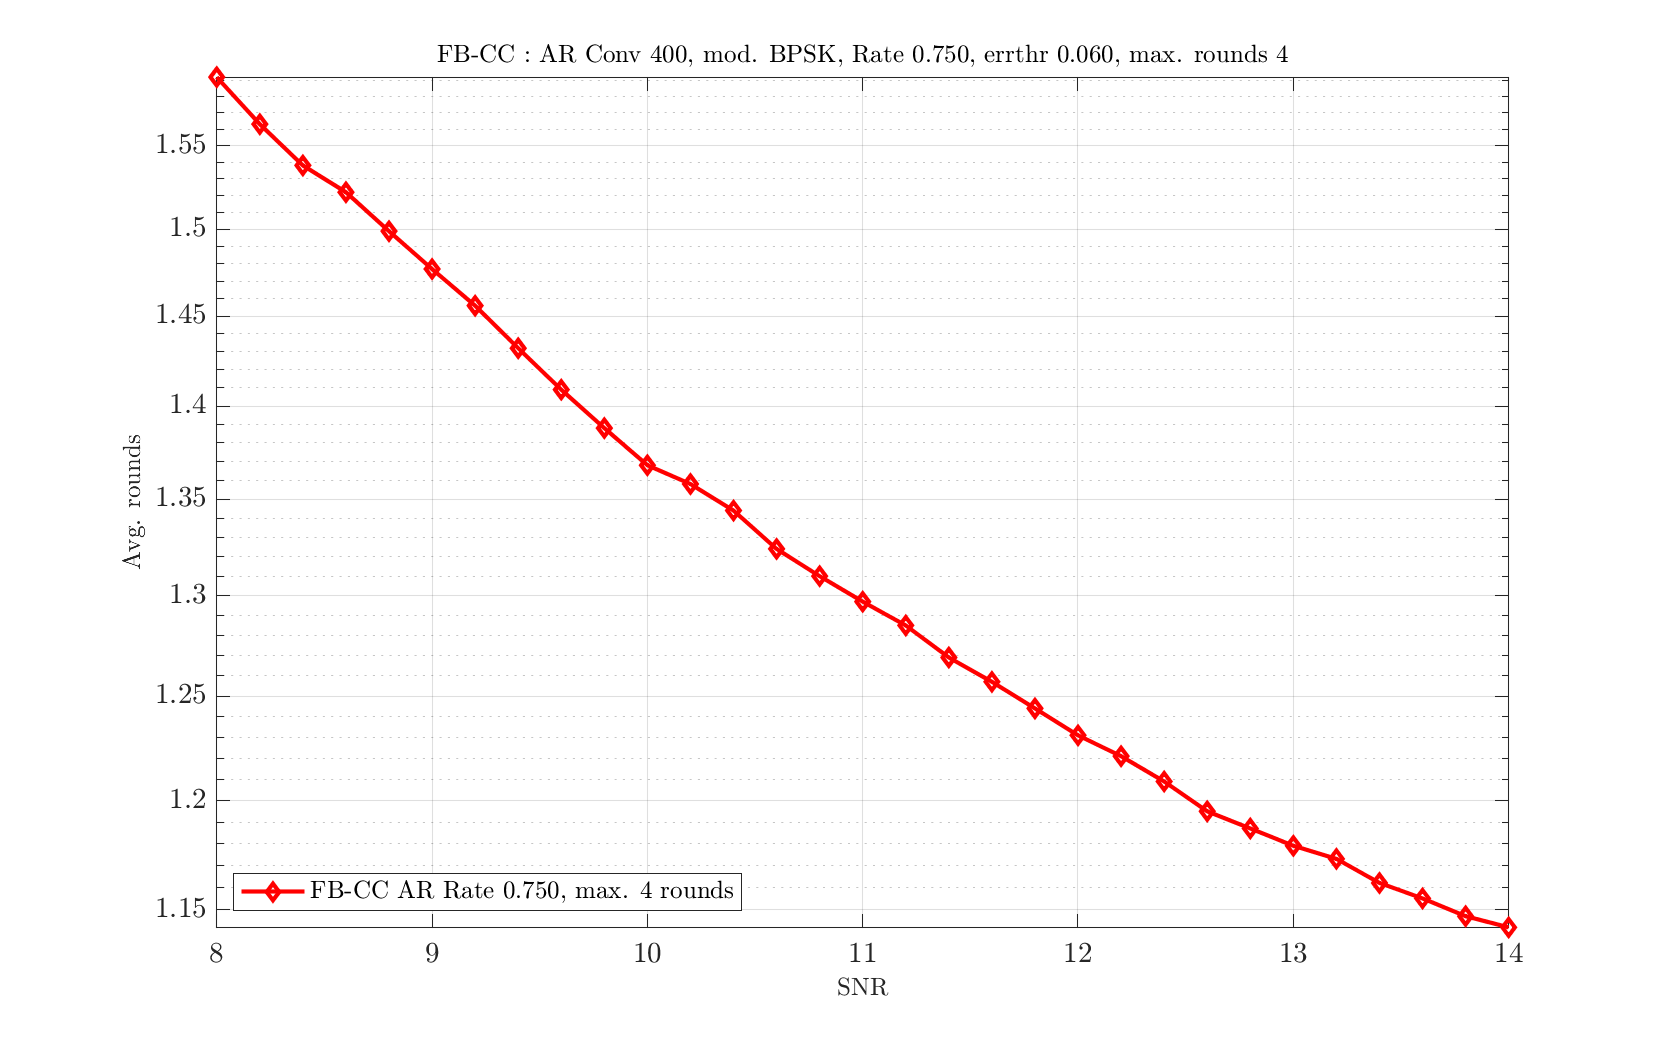 FB-CC : AR Conv 400, mod. BPSK, Rate 0.750, errthr 0.060, max. rounds 4
Avg. rounds
1.55
1.5
1.45
1.4
1.35
1.3
1.25
1.2
1.15
FB-CC AR Rate 0.750, max. 4 rounds
8 9 10 11 12 13 14
SNR